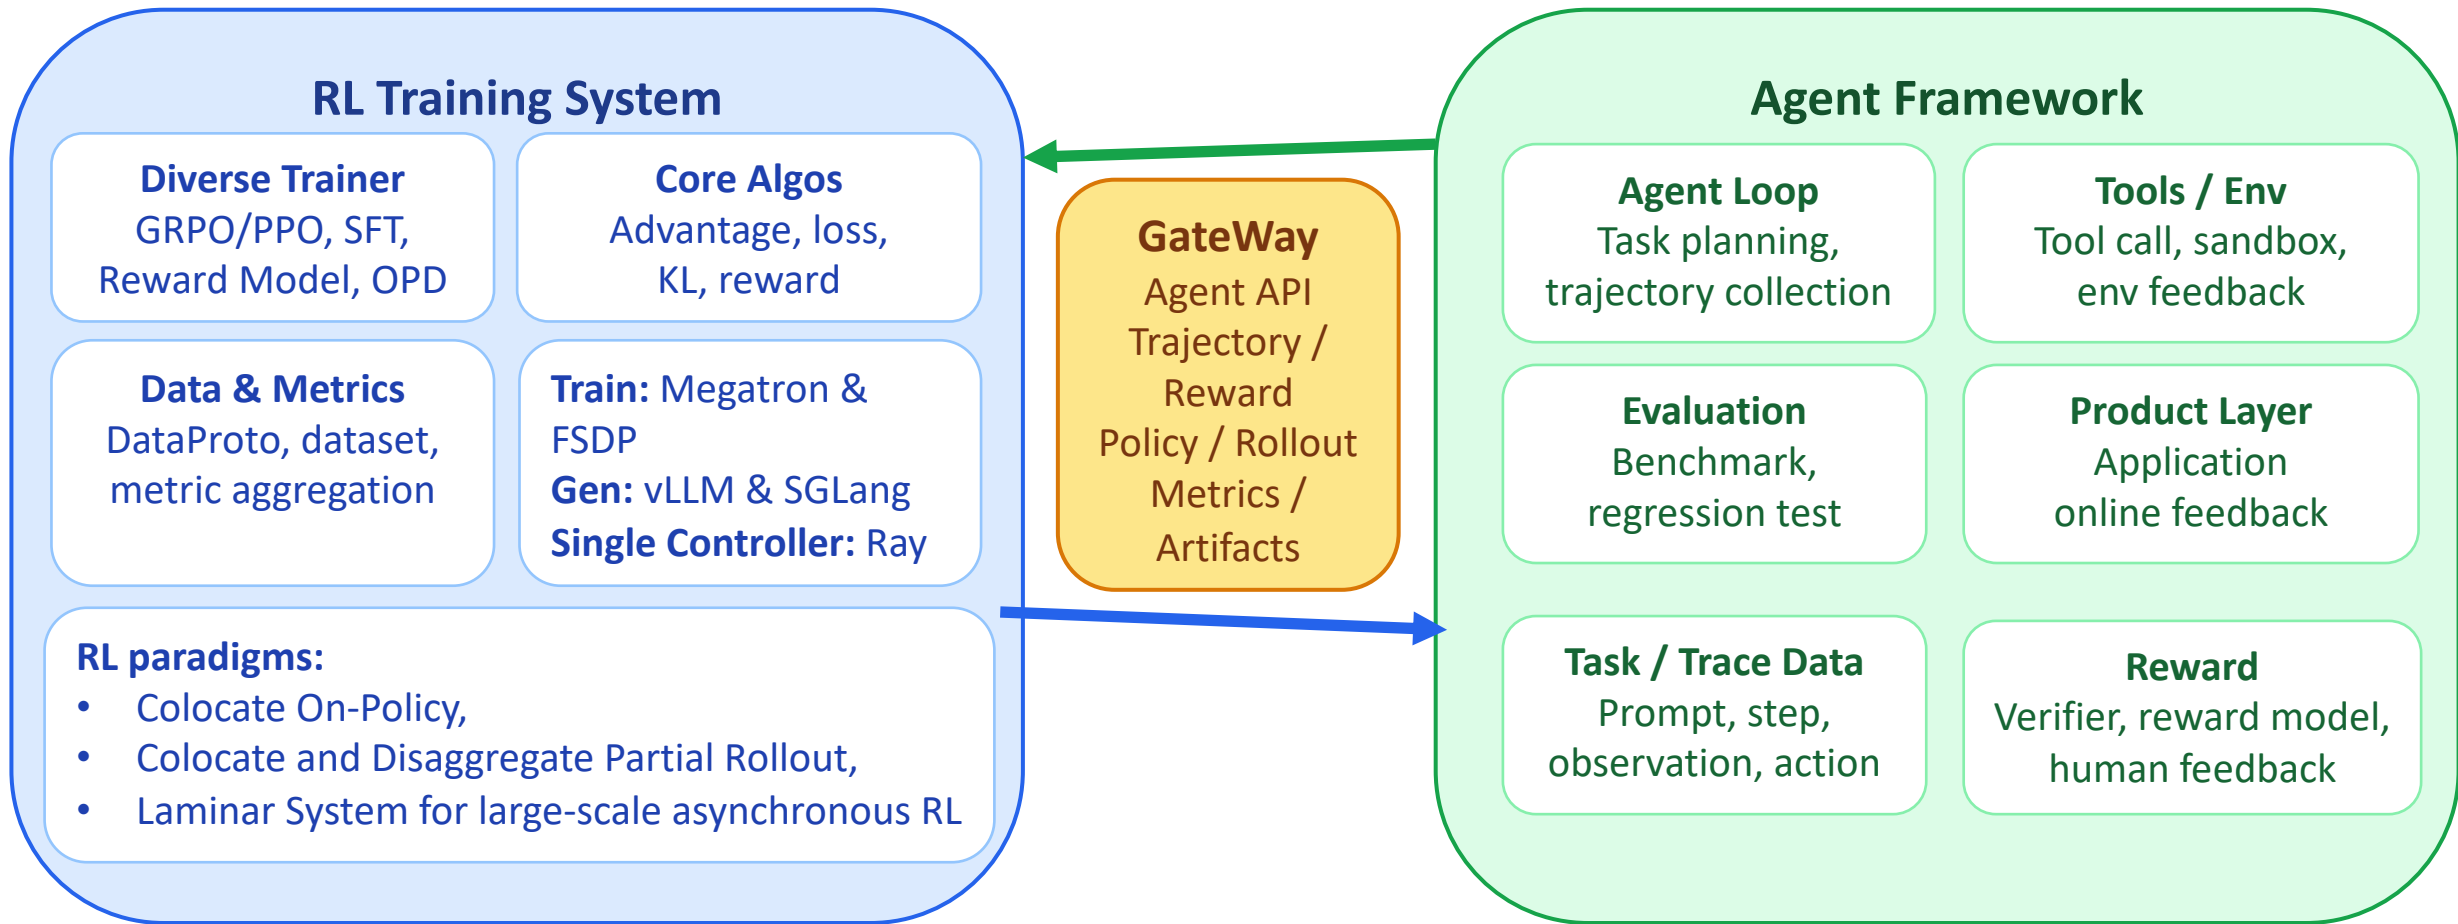 RL Training System
Diverse Trainer
GRPO/PPO, SFT,
Reward Model, OPD
Core Algos
Advantage, loss,
KL, reward
Data & Metrics
DataProto, dataset,
metric aggregation
Train: Megatron &
FSDP
Gen: vLLM & SGLang
Single Controller: Ray
RL paradigms:
• Colocate On-Policy,
• Colocate and Disaggregate Partial Rollout,
• Laminar System for large-scale asynchronous RL
GateWay
Agent API
Trajectory /
Reward
Policy / Rollout
Metrics /
Artifacts
Agent Framework
Agent Loop
Task planning,
trajectory collection
Tools / Env
Tool call, sandbox,
env feedback
Evaluation
Benchmark,
regression test
Product Layer
Application
online feedback
Task / Trace Data
Prompt, step,
observation, action
Reward
Verifier, reward model,
human feedback